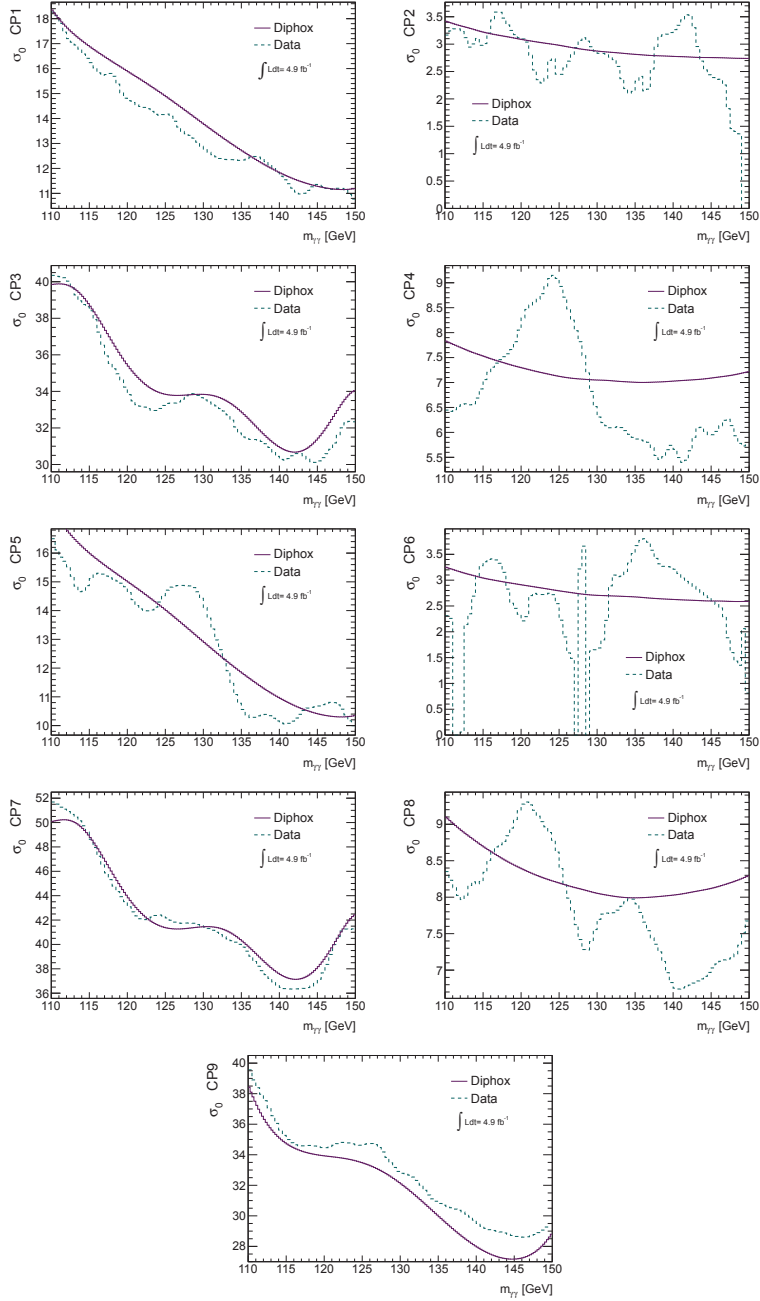 σ₀ CP1
18
17
16
15
14
13
12
11
Diphox
Data
∫ Ldt= 4.9 fb⁻¹
110 115 120 125 130 135 140 145 150
mγγ [GeV]
σ₀ CP2
3.5
3
2.5
2
1.5
1
0.5
0
Diphox
Data
∫ Ldt= 4.9 fb⁻¹
110 115 120 125 130 135 140 145 150
mγγ [GeV]
σ₀ CP3
40
38
36
34
32
30
Diphox
Data
∫ Ldt= 4.9 fb⁻¹
110 115 120 125 130 135 140 145 150
mγγ [GeV]
σ₀ CP4
9
8.5
8
7.5
7
6.5
6
5.5
Diphox
Data
∫ Ldt= 4.9 fb⁻¹
110 115 120 125 130 135 140 145 150
mγγ [GeV]
σ₀ CP5
16
15
14
13
12
11
10
Diphox
Data
∫ Ldt= 4.9 fb⁻¹
110 115 120 125 130 135 140 145 150
mγγ [GeV]
σ₀ CP6
3.5
3
2.5
2
1.5
1
0.5
0
Diphox
Data
∫ Ldt= 4.9 fb⁻¹
110 115 120 125 130 135 140 145 150
mγγ [GeV]
σ₀ CP7
52
50
48
46
44
42
40
38
36
Diphox
Data
∫ Ldt= 4.9 fb⁻¹
110 115 120 125 130 135 140 145 150
mγγ [GeV]
σ₀ CP8
9
8.5
8
7.5
7
Diphox
Data
∫ Ldt= 4.9 fb⁻¹
110 115 120 125 130 135 140 145 150
mγγ [GeV]
σ₀ CP9
40
38
36
34
32
30
28
Diphox
Data
∫ Ldt= 4.9 fb⁻¹
110 115 120 125 130 135 140 145 150
mγγ [GeV]